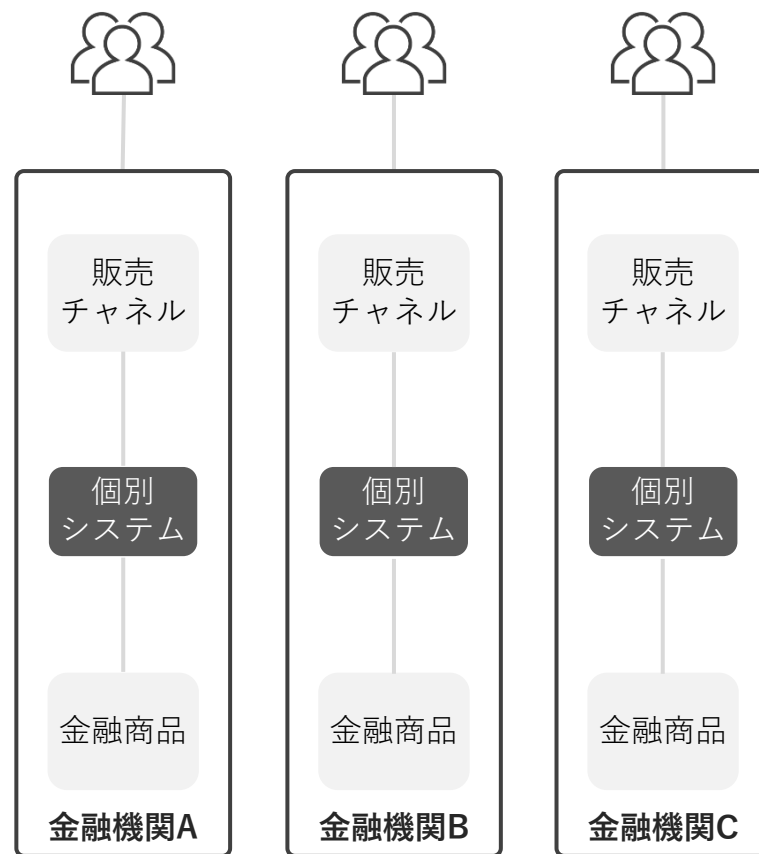 販売
チャネル
個別
システム
金融商品
金融機関A
販売
チャネル
個別
システム
金融商品
金融機関B
販売
チャネル
個別
システム
金融商品
金融機関C